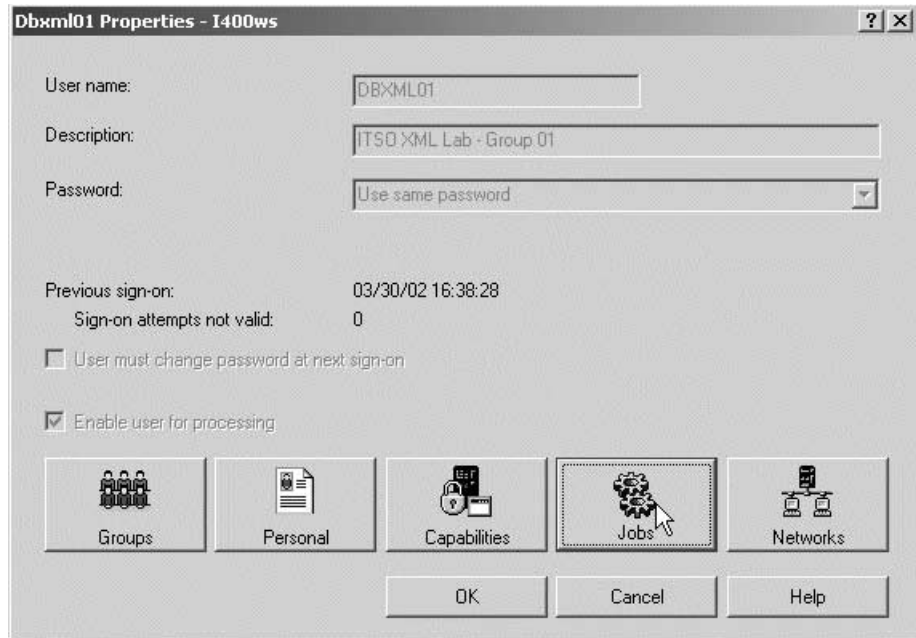 Dbxml01 Properties - I400ws
User name: DBXML01
Description: ITSO XML Lab - Group 01
Password: Use same password
Previous sign-on: 03/30/02 16:38:28
Sign-on attempts not valid: 0
User must change password at next sign-on
Enable user for processing
Groups Personal Capabilities Jobs Networks
OK Cancel Help